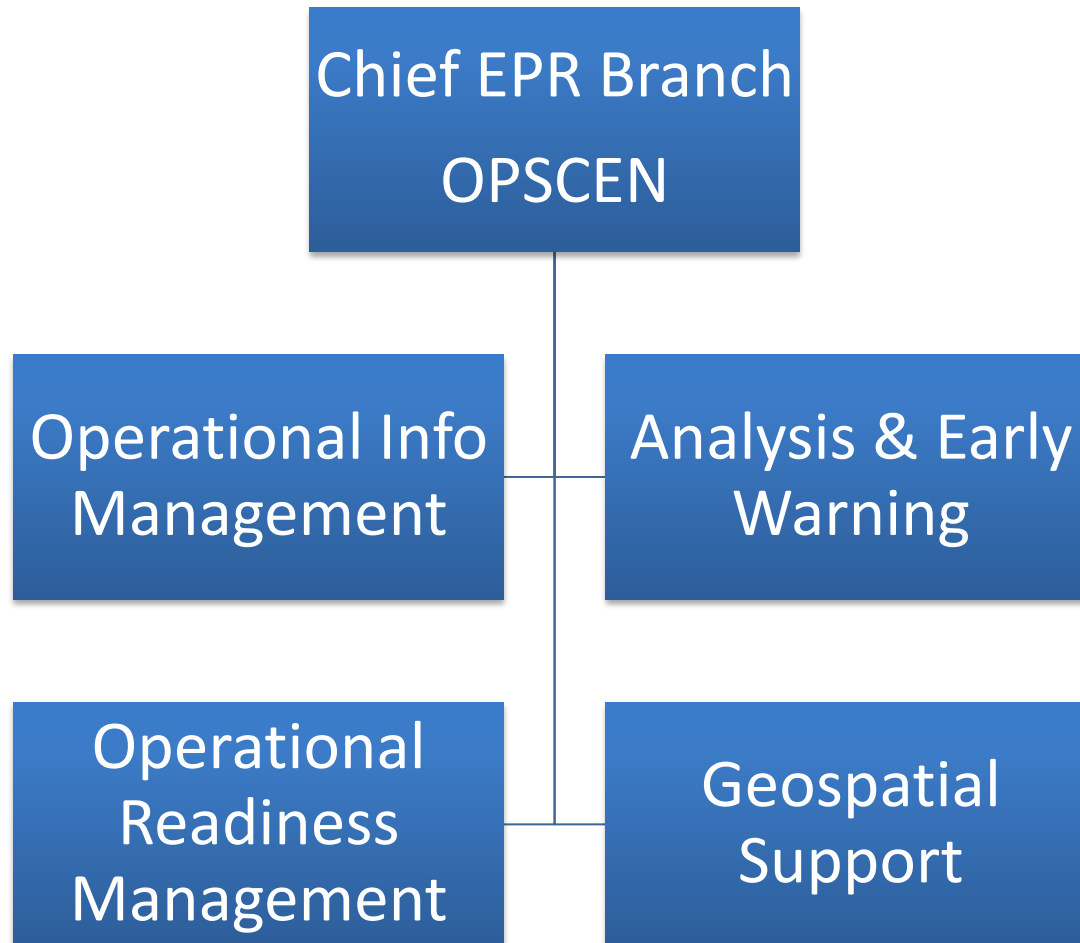 Chief EPR Branch
OPSCEN
Operational Info
Management
Analysis & Early
Warning
Operational
Readiness
Management
Geospatial
Support